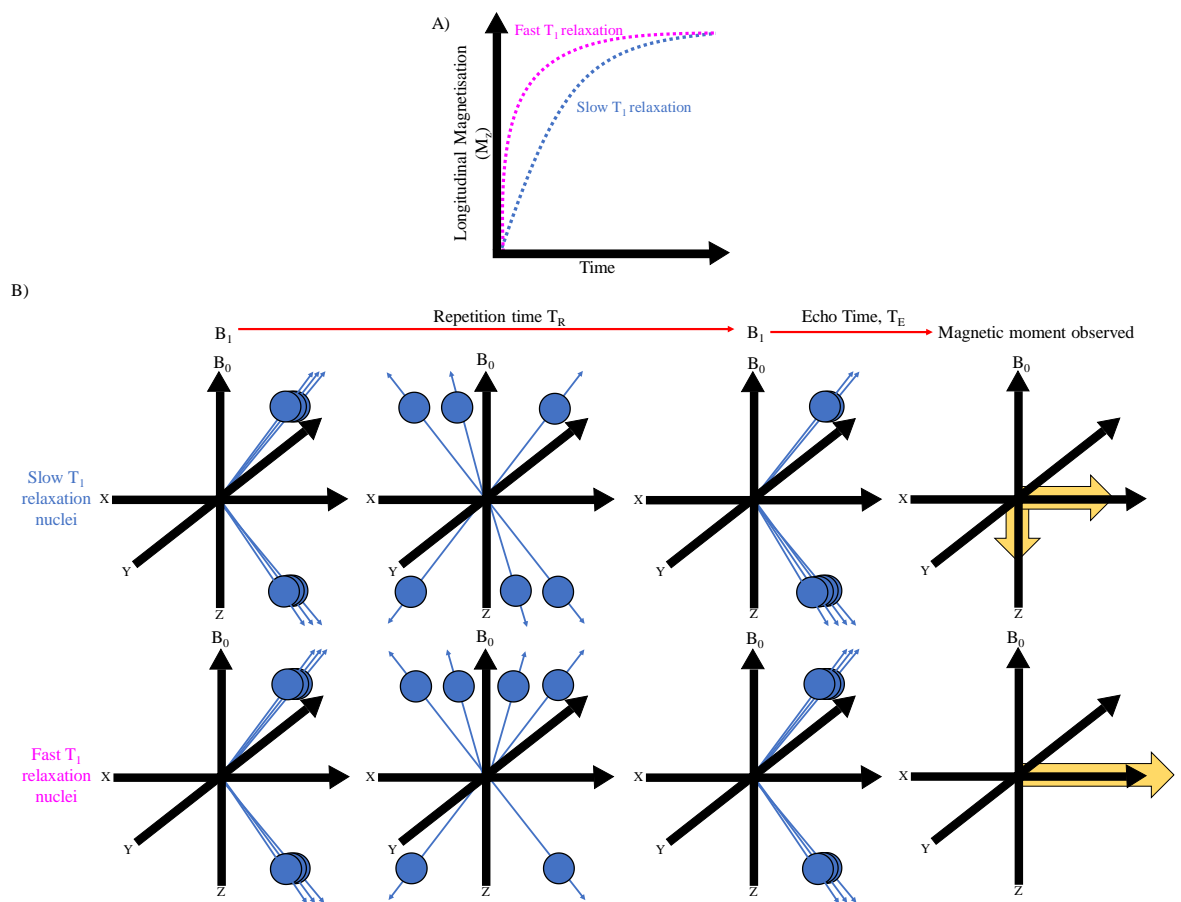 A)
Fast T1 relaxation
Slow T1 relaxation
Longitudinal Magnetisation
(Mz)
Time
B)
B1
Repetition time TR
B1
Echo Time, TE
Magnetic moment observed
B0
B0
B0
B0
Slow T1
relaxation
nuclei
X
X
X
X
Y
Y
Y
Y
Z
Z
Z
Z
B0
B0
B0
B0
Fast T1
relaxation
nuclei
X
X
X
X
Y
Y
Y
Y
Z
Z
Z
Z